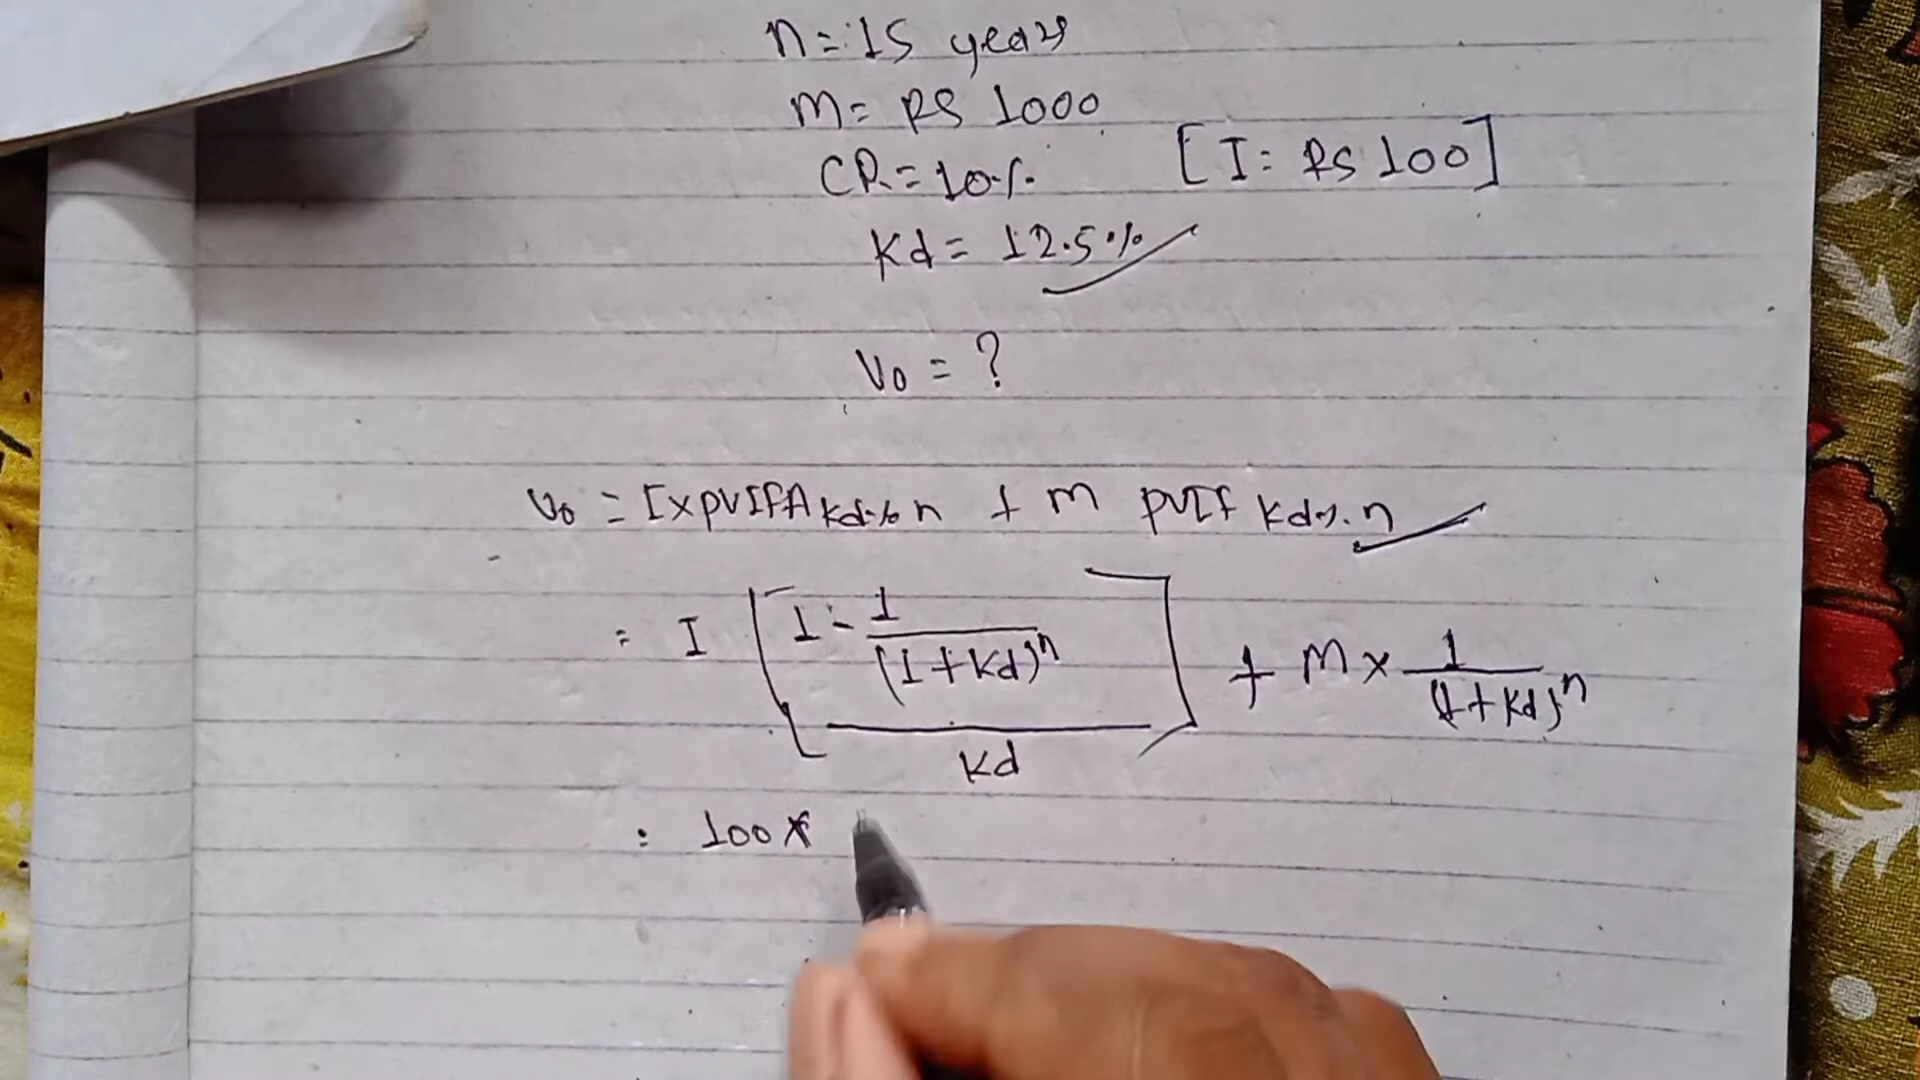 n = 15 years
M = RS 1000
CR = 10% [I = RS 100]
Kd = 12.5%
V₀ = ?
V₀ = I × PVIFA Kd% n + M PVIF Kd%. n
= I [1 - 1/(1+Kd)ⁿ / Kd] + M × 1/(1+Kd)ⁿ
= 100 ×